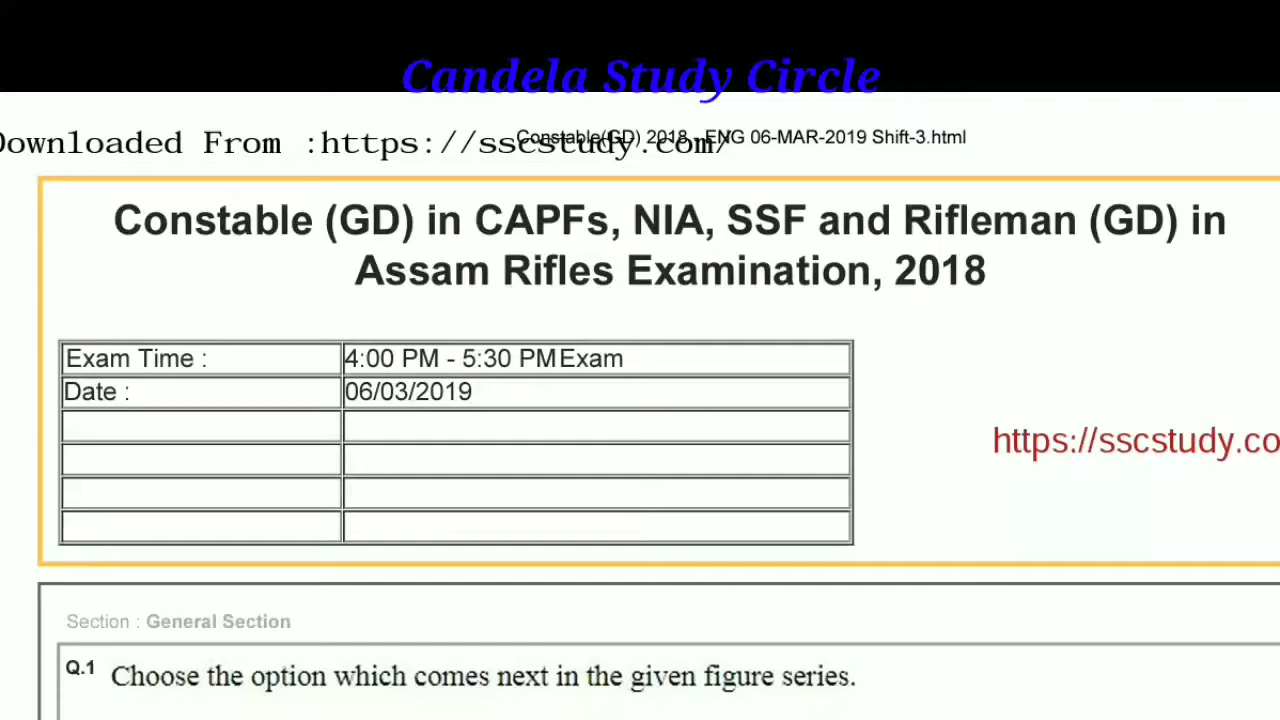 Candela Study Circle
Downloaded From :https://sscstudy.com/
Constable(GD) 2018 - ENG 06-MAR-2019 Shift-3.html
Constable (GD) in CAPFs, NIA, SSF and Rifleman (GD) in
Assam Rifles Examination, 2018
Exam Time : 4:00 PM - 5:30 PMExam
Date : 06/03/2019
https://sscstudy.co
Section : General Section
Q.1 Choose the option which comes next in the given figure series.